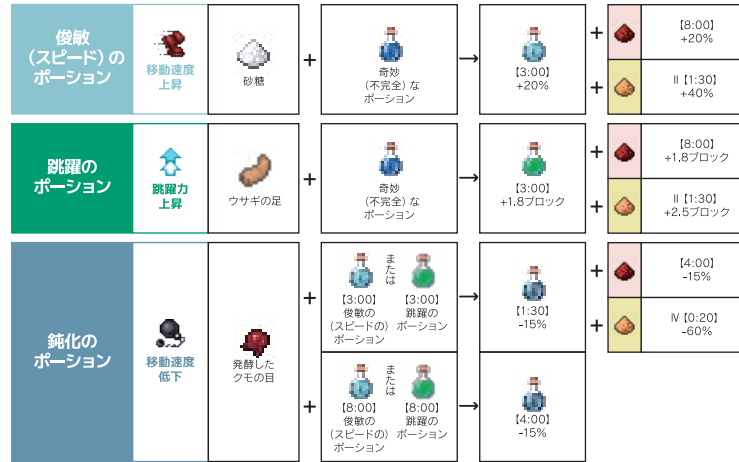 俊敏
（スピード）の
ポーション
移動速度
上昇
砂糖
+
奇妙
（不完全）な
ポーション
→
【3:00】
+20%
+
【8:00】
+20%
+
Ⅱ【1:30】
+40%
跳躍の
ポーション
跳躍力
上昇
ウサギの足
+
奇妙
（不完全）な
ポーション
→
【3:00】
+1.8ブロック
+
【8:00】
+1.8ブロック
+
Ⅱ【1:30】
+2.5ブロック
鈍化の
ポーション
移動速度
低下
発酵した
クモの目
+
または
【3:00】
俊敏の
（スピードの）
ポーション
【3:00】
跳躍の
ポーション
→
【1:30】
-15%
+
【4:00】
-15%
+
Ⅳ【0:20】
-60%
+
または
【8:00】
俊敏の
（スピードの）
ポーション
【8:00】
跳躍の
ポーション
→
【4:00】
-15%